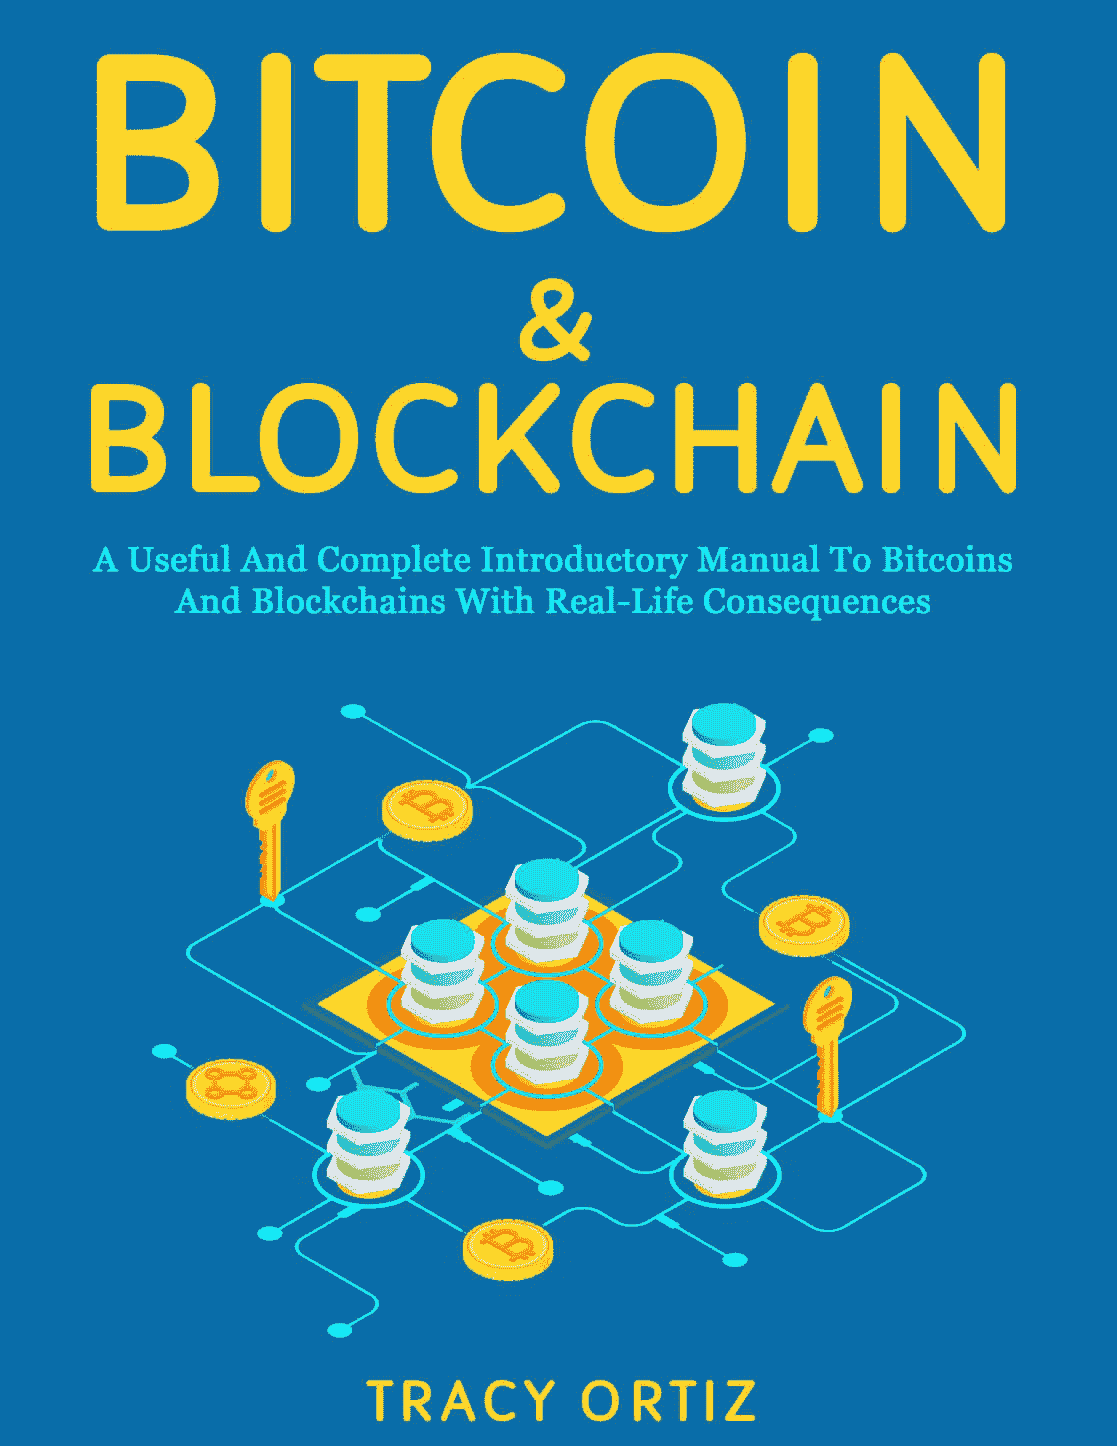 BITCOIN
&
BLOCKCHAIN
A Useful And Complete Introductory Manual To Bitcoins
And Blockchains With Real-Life Consequences
TRACY ORTIZ